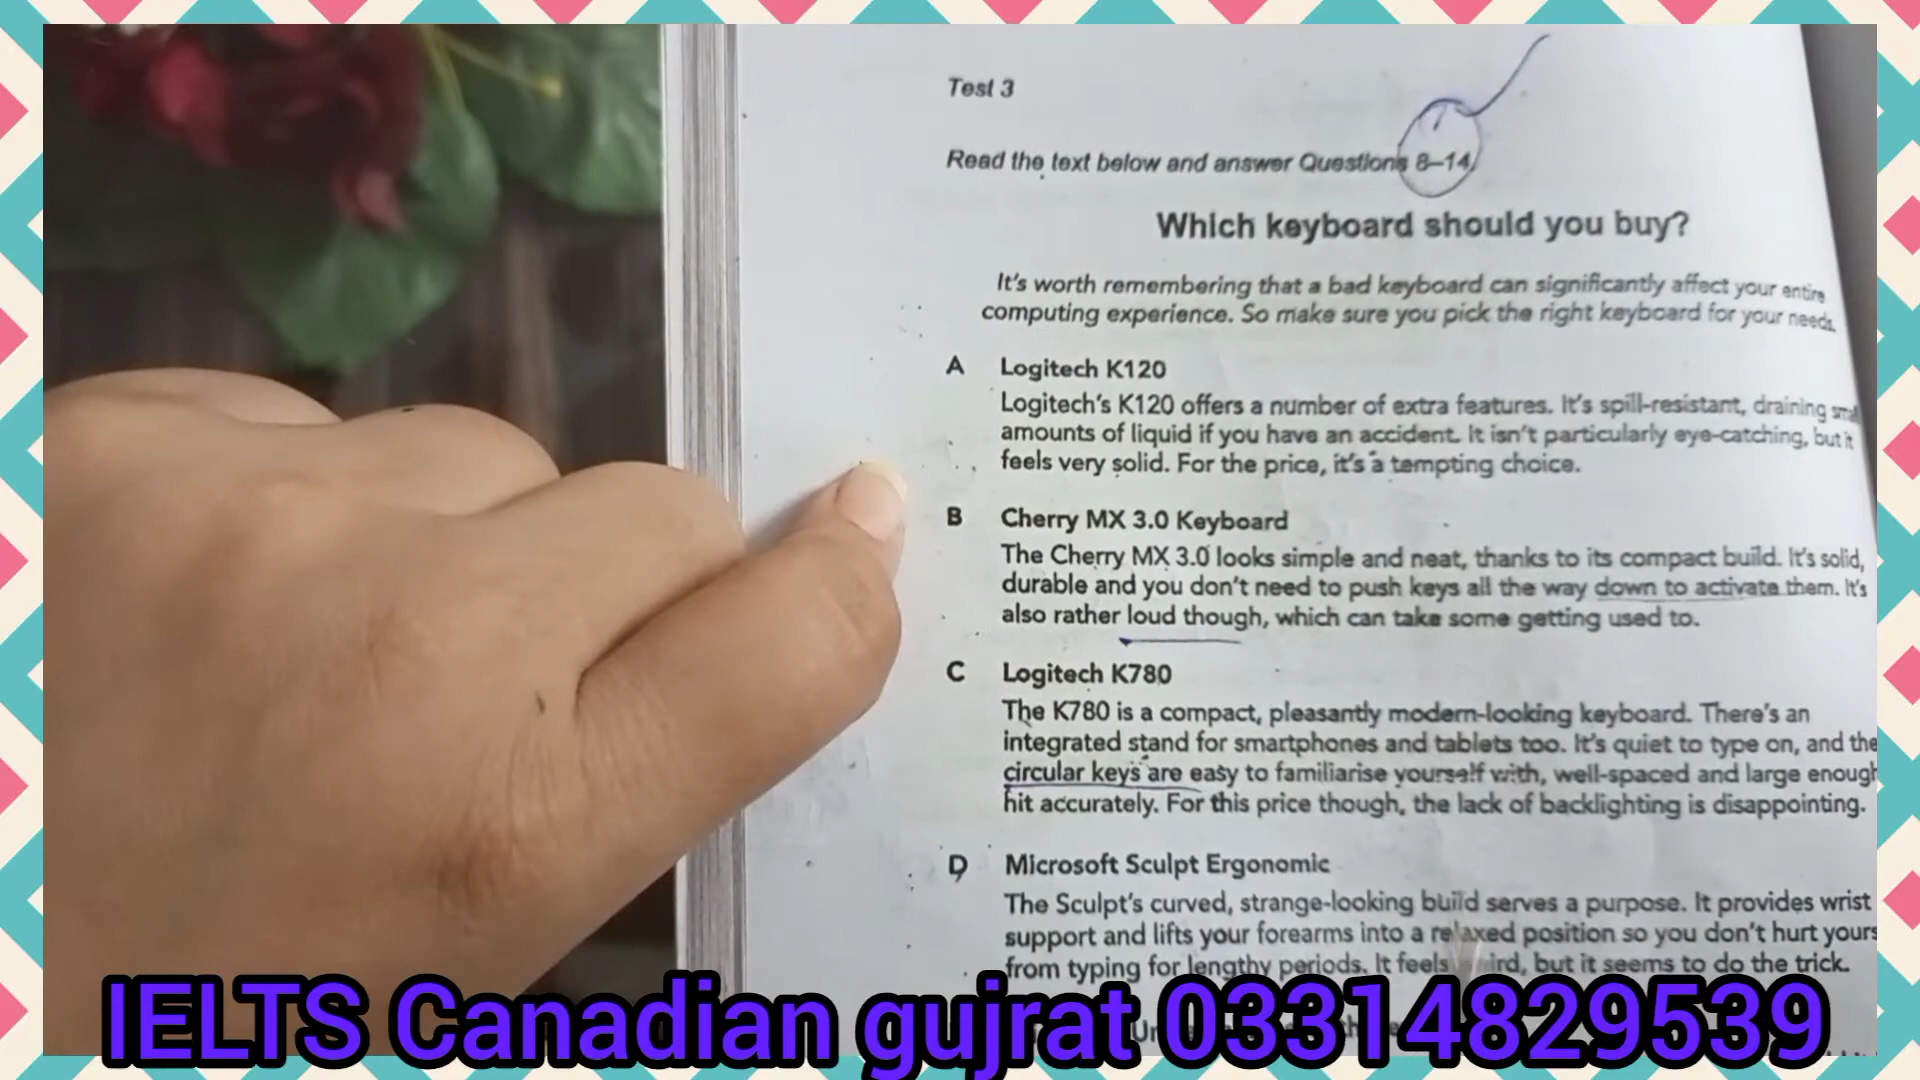 Test 3
Read the text below and answer Questions 8–14.
Which keyboard should you buy?
It's worth remembering that a bad keyboard can significantly affect your entire
computing experience. So make sure you pick the right keyboard for your needs.
A Logitech K120
Logitech's K120 offers a number of extra features. It's spill-resistant, draining small
amounts of liquid if you have an accident. It isn't particularly eye-catching, but it
feels very solid. For the price, it's a tempting choice.
B Cherry MX 3.0 Keyboard
The Cherry MX 3.0 looks simple and neat, thanks to its compact build. It's solid,
durable and you don't need to push keys all the way down to activate them. It's
also rather loud though, which can take some getting used to.
C Logitech K780
The K780 is a compact, pleasantly modern-looking keyboard. There's an
integrated stand for smartphones and tablets too. It's quiet to type on, and the
circular keys are easy to familiarise yourself with, well-spaced and large enough
hit accurately. For this price though, the lack of backlighting is disappointing.
D Microsoft Sculpt Ergonomic
The Sculpt's curved, strange-looking build serves a purpose. It provides wrist
support and lifts your forearms into a relaxed position so you don't hurt yours
from typing for lengthy periods. It feels weird, but it seems to do the trick.
IELTS Canadian gujrat 03314829539